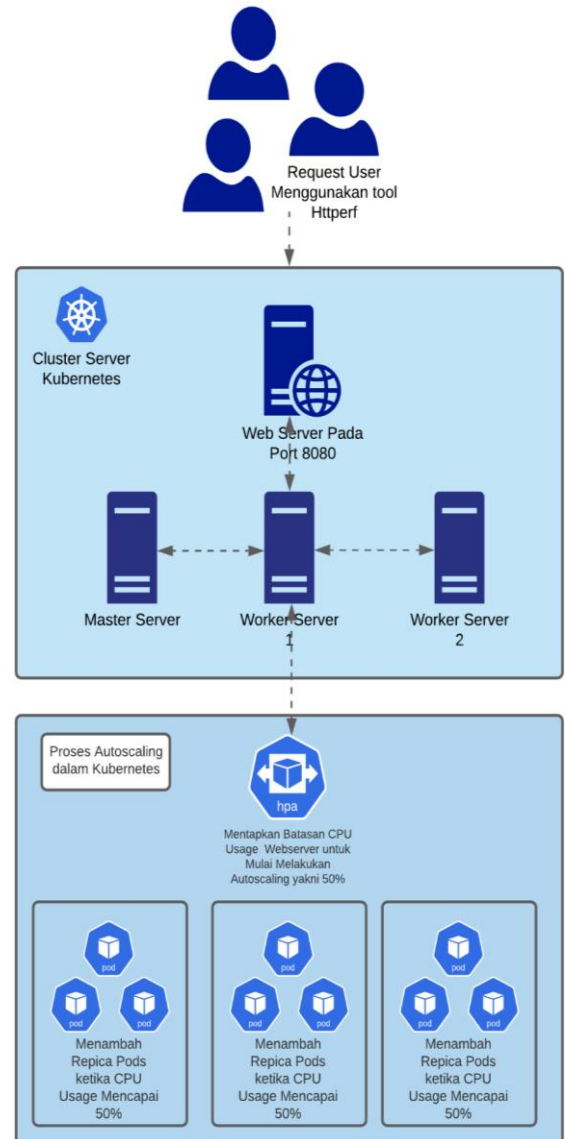 Request User
Menggunakan tool
Httperf
Cluster Server
Kubernetes
Web Server Pada
Port 8080
Master Server
Worker Server
1
Worker Server
2
Proses Autoscaling
dalam Kubernetes
hpa
Mentapkan Batasan CPU
Usage Webserver untuk
Mulai Melakukan
Autoscaling yakni 50%
pod
pod
pod
Menambah
Repica Pods
ketika CPU
Usage Mencapai
50%
pod
pod
pod
Menambah
Repica Pods
ketika CPU
Usage Mencapai
50%
pod
pod
pod
Menambah
Repica Pods
ketika CPU
Usage Mencapai
50%